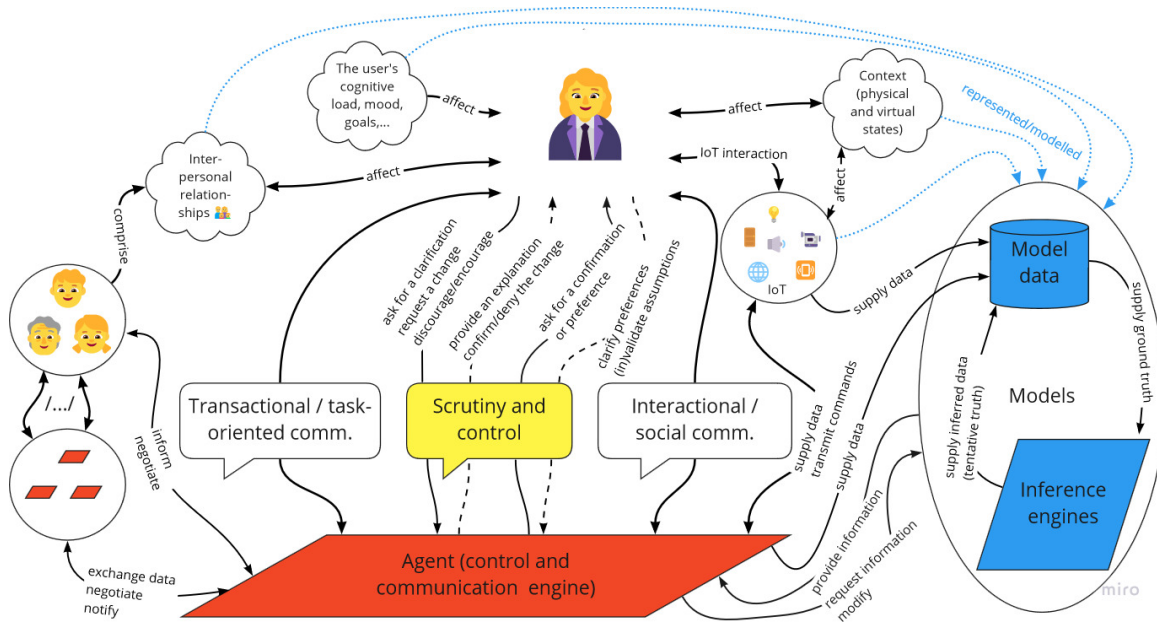 The user's
cognitive
load, mood,
goals,...
affect
Context
(physical
and virtual
states)
affect
represented/modelled
Inter-
personal
relation-
ships
affect
IoT interaction
affect
comprise
IoT
supply data
Model
data
supply ground truth
ask for a clarification
request a change
discourage/encourage
provide an explanation
confirm/deny the change
ask for a confirmation
or preference
clarify preferences
(in)validate assumptions
/.../
inform
negotiate
Transactional / task-
oriented comm.
Scrutiny and
control
Interactional /
social comm.
supply data
transmit commands
supply data
Models
supply inferred data
(tentative truth)
Inference
engines
provide information
request information
modify
Agent (control and
communication engine)
exchange data
negotiate
notify
miro